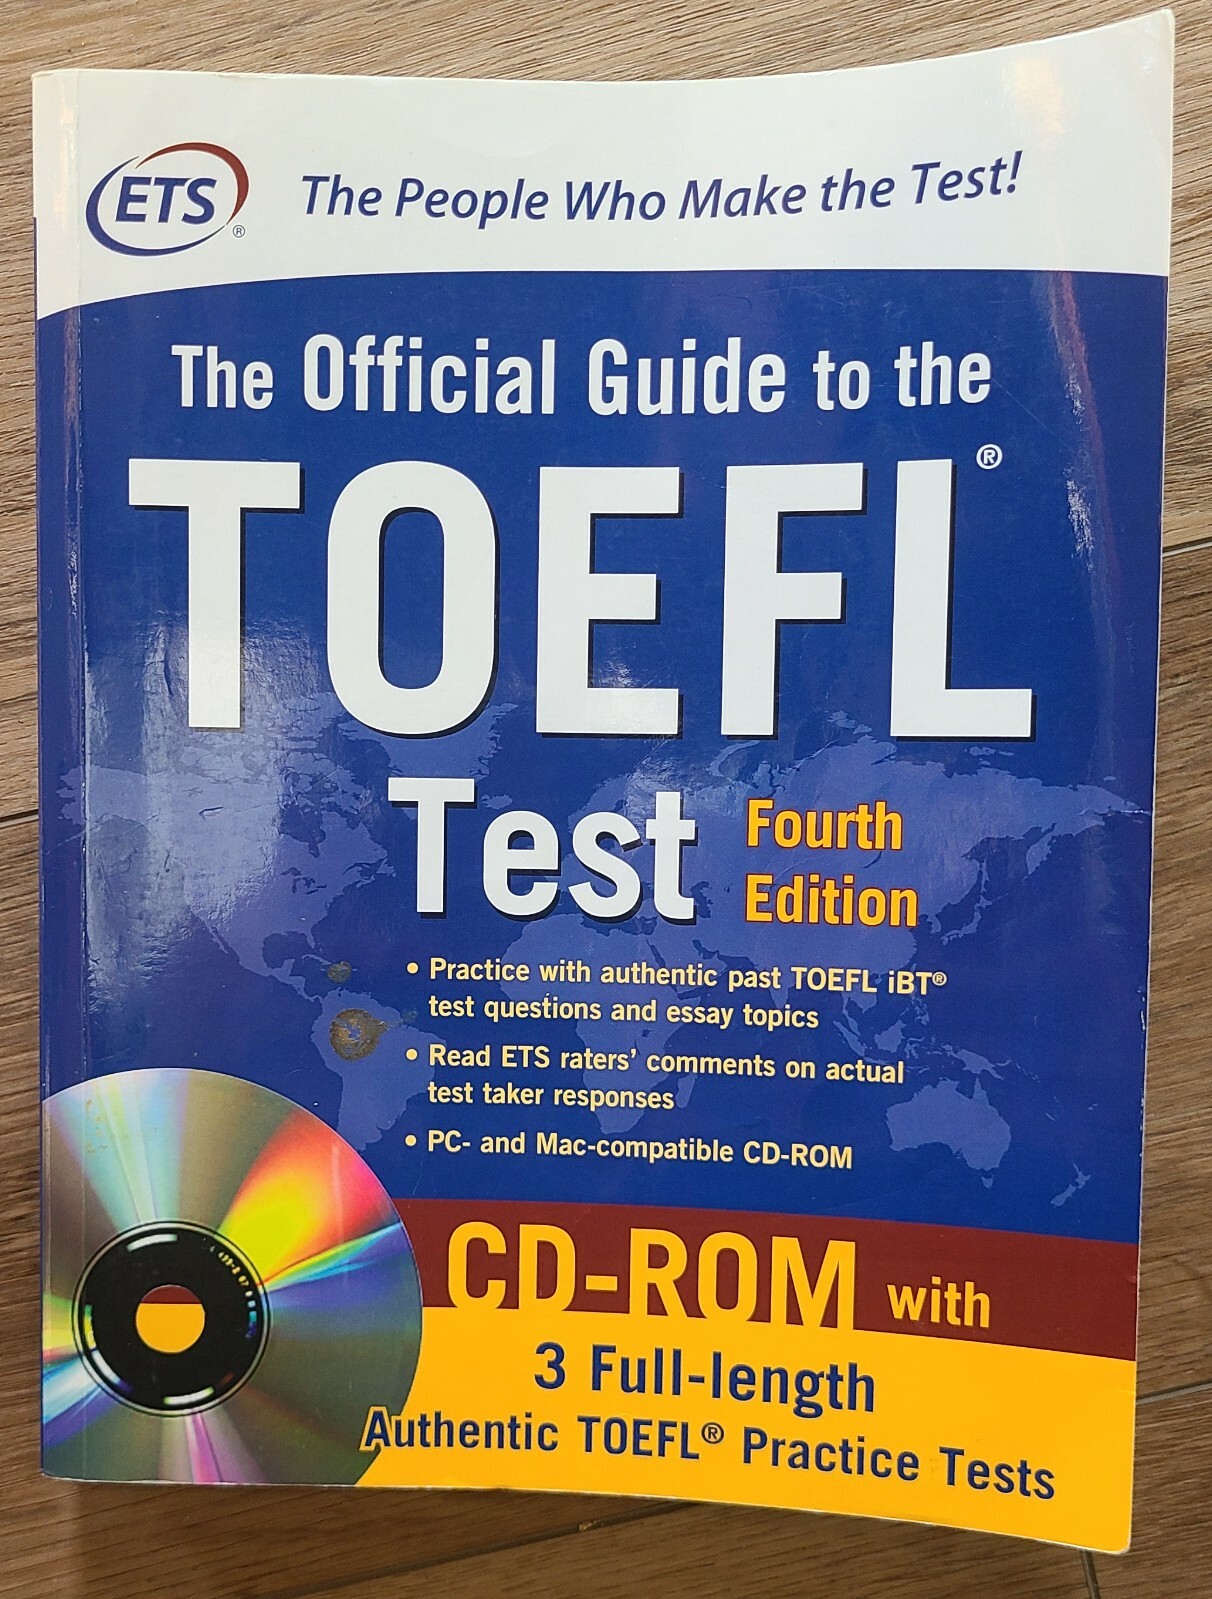 ETS®
The People Who Make the Test!
The Official Guide to the
TOEFL®
Test
Fourth
Edition
• Practice with authentic past TOEFL iBT®
test questions and essay topics
• Read ETS raters’ comments on actual
test taker responses
• PC- and Mac-compatible CD-ROM
CD-ROM with
3 Full-length
Authentic TOEFL® Practice Tests